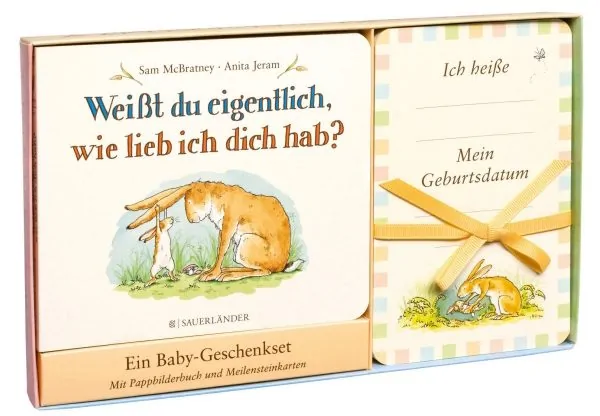 Sam McBratney · Anita Jeram
Weißt du eigentlich,
wie lieb ich dich hab?
SAUERLÄNDER
Ein Baby-Geschenkset
Mit Pappbilderbuch und Meilensteinkarten
Ich heiße
Mein
Geburtsdatum